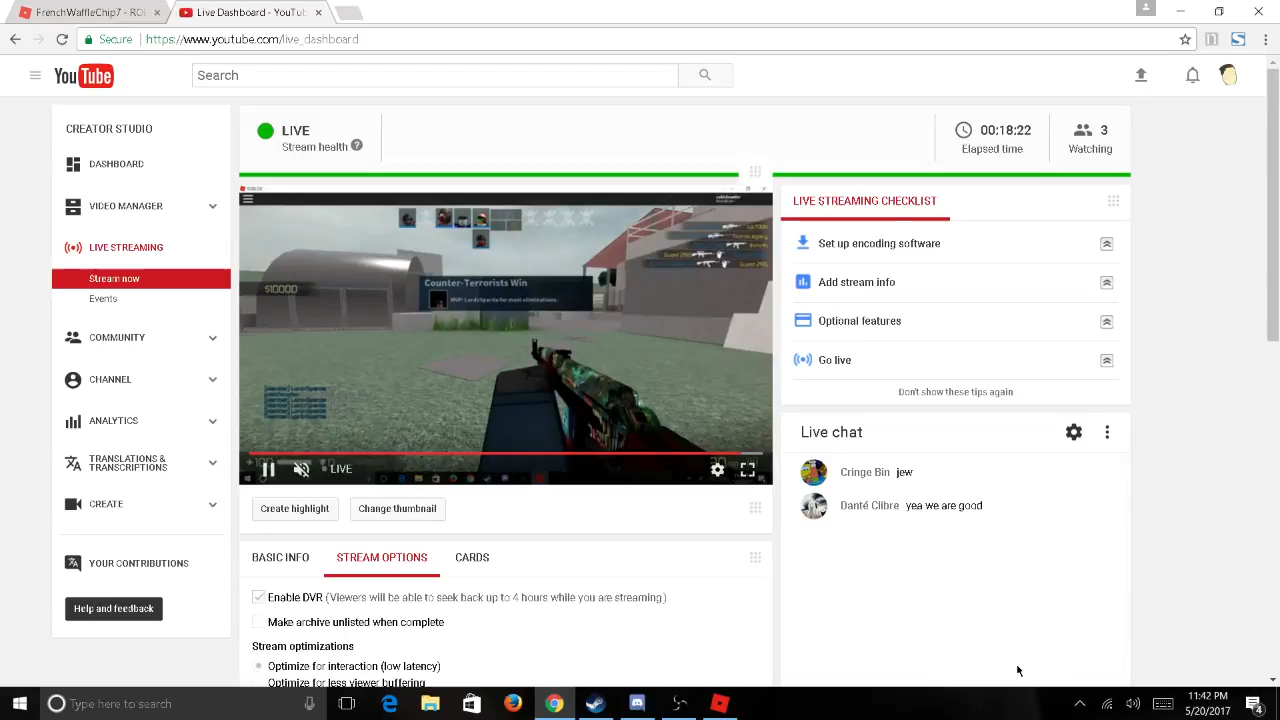 FrenchWafflesChip - Y
Live Dashboard - YouTub
Secure | https://www.youtube.com/live_dashboard
YouTube
Search
CREATOR STUDIO
DASHBOARD
VIDEO MANAGER
LIVE STREAMING
Stream now
Events
COMMUNITY
CHANNEL
ANALYTICS
TRANSLATIONS &
TRANSCRIPTIONS
CREATE
YOUR CONTRIBUTIONS
Help and feedback
LIVE
Stream health
00:18:22
Elapsed time
3
Watching
$10000
Counter-Terrorists Win
MVP: LordxSparda for most eliminations.
LIVE
Create highlight
Change thumbnail
BASIC INFO
STREAM OPTIONS
CARDS
Enable DVR (Viewers will be able to seek back up to 4 hours while you are streaming.)
Make archive unlisted when complete
Stream optimizations
Optimize for interaction (low latency)
Optimize for less viewer buffering
LIVE STREAMING CHECKLIST
Set up encoding software
Add stream info
Optional features
Go live
Don't show these tips again
Live chat
Cringe Bin jew
Danté Clibre yea we are good
Type here to search
11:42 PM
5/20/2017